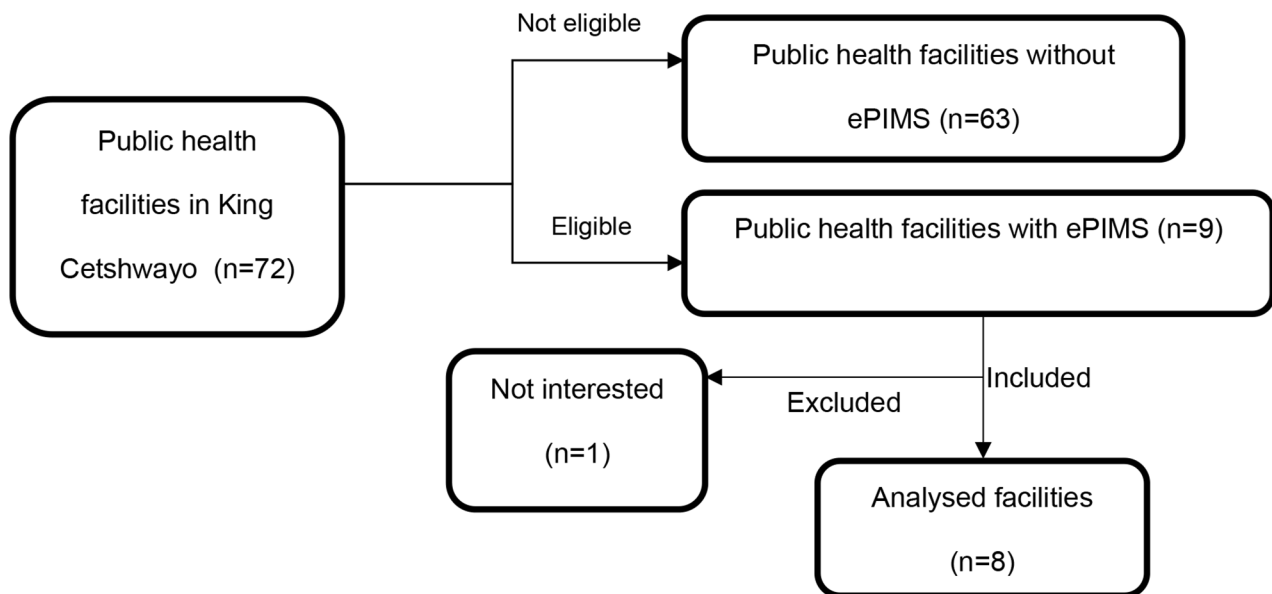 Not eligible
Public health facilities without
ePIMS (n=63)
Public health
facilities in King
Cetshwayo  (n=72)
Eligible
Public health facilities with ePIMS (n=9)
Not interested
(n=1)
Excluded
Included
Analysed facilities
(n=8)